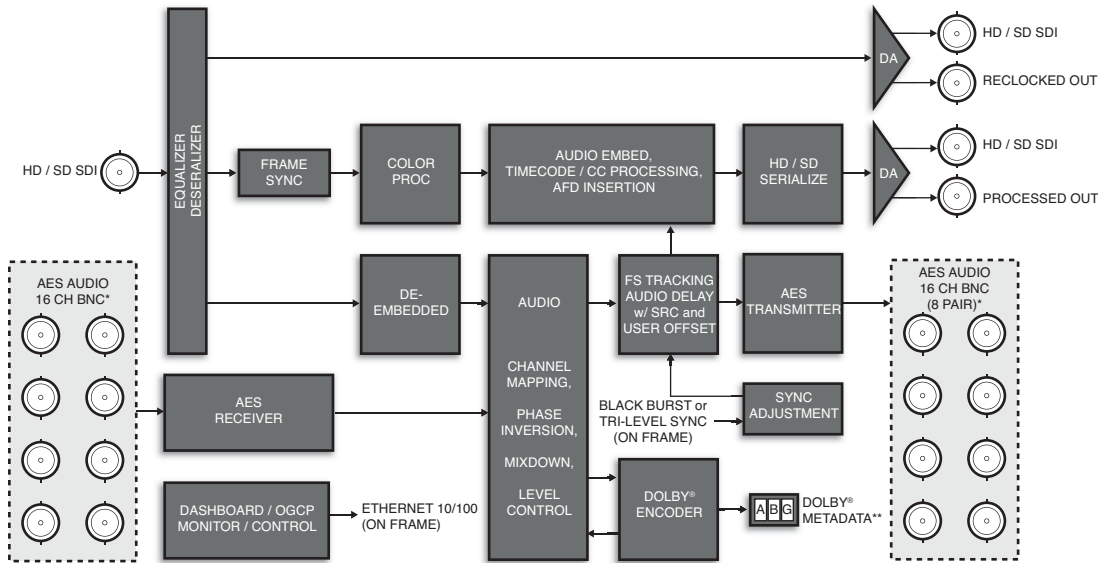 HD / SD SDI
RECLOCKED OUT
DA
EQUALIZER
DESERALIZER
HD / SD SDI
FRAME
SYNC
COLOR
PROC
AUDIO EMBED,
TIMECODE / CC PROCESSING,
AFD INSERTION
HD / SD
SERIALIZE
DA
HD / SD SDI
PROCESSED OUT
AES AUDIO
16 CH BNC*
DE-
EMBEDDED
AUDIO
CHANNEL
MAPPING,
PHASE
INVERSION,
MIXDOWN,
LEVEL
CONTROL
FS TRACKING
AUDIO DELAY
w/ SRC and
USER OFFSET
AES
TRANSMITTER
AES AUDIO
16 CH BNC
(8 PAIR)*
AES
RECEIVER
BLACK BURST or
TRI-LEVEL SYNC
(ON FRAME)
SYNC
ADJUSTMENT
DASHBOARD / OGCP
MONITOR / CONTROL
ETHERNET 10/100
(ON FRAME)
DOLBY®
ENCODER
ABG
DOLBY®
METADATA**